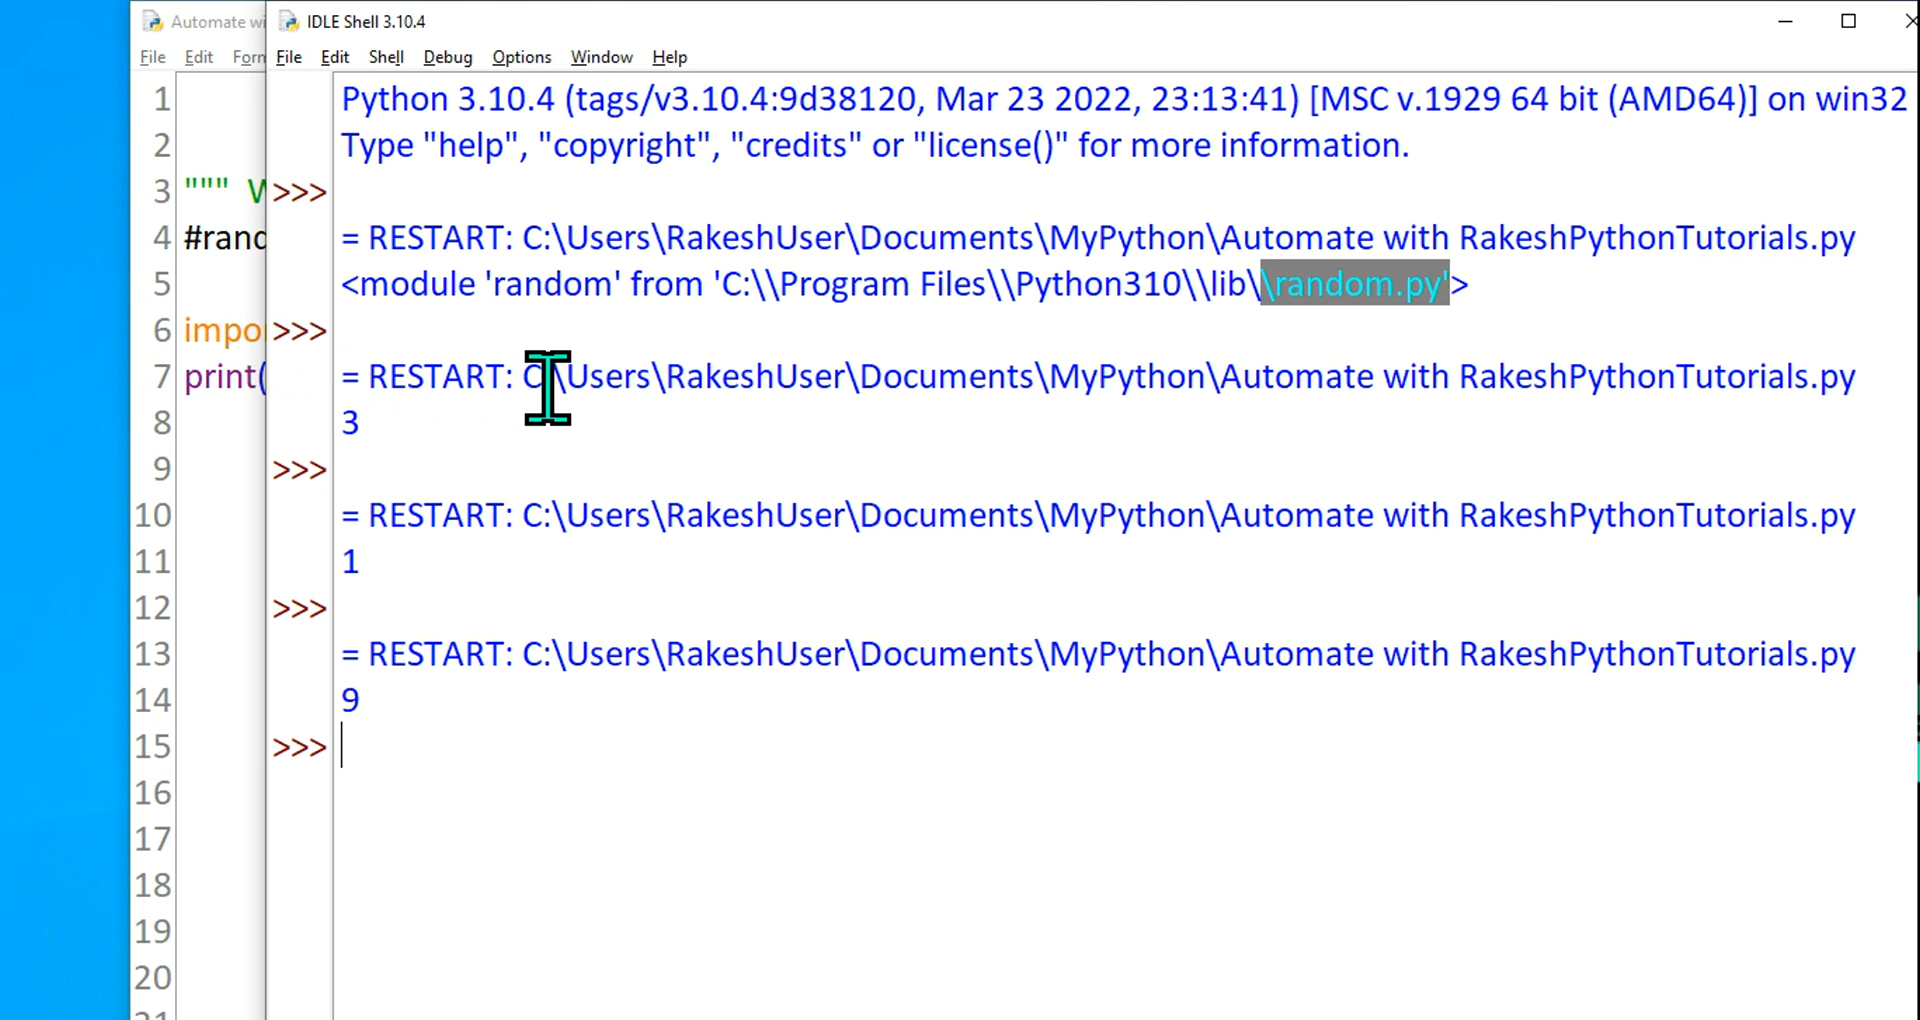 Automate wi
File Edit Form
1
2
3 """ W
4 #rand
5
6 impo
7 print(
8
9
10
11
12
13
14
15
16
17
18
19
20
IDLE Shell 3.10.4
File Edit Shell Debug Options Window Help
Python 3.10.4 (tags/v3.10.4:9d38120, Mar 23 2022, 23:13:41) [MSC v.1929 64 bit (AMD64)] on win32
Type "help", "copyright", "credits" or "license()" for more information.
>>>
= RESTART: C:\Users\RakeshUser\Documents\MyPython\Automate with RakeshPythonTutorials.py
<module 'random' from 'C:\\Program Files\\Python310\\lib\\random.py'>
>>>
= RESTART: C:\Users\RakeshUser\Documents\MyPython\Automate with RakeshPythonTutorials.py
3
>>>
= RESTART: C:\Users\RakeshUser\Documents\MyPython\Automate with RakeshPythonTutorials.py
1
>>>
= RESTART: C:\Users\RakeshUser\Documents\MyPython\Automate with RakeshPythonTutorials.py
9
>>>